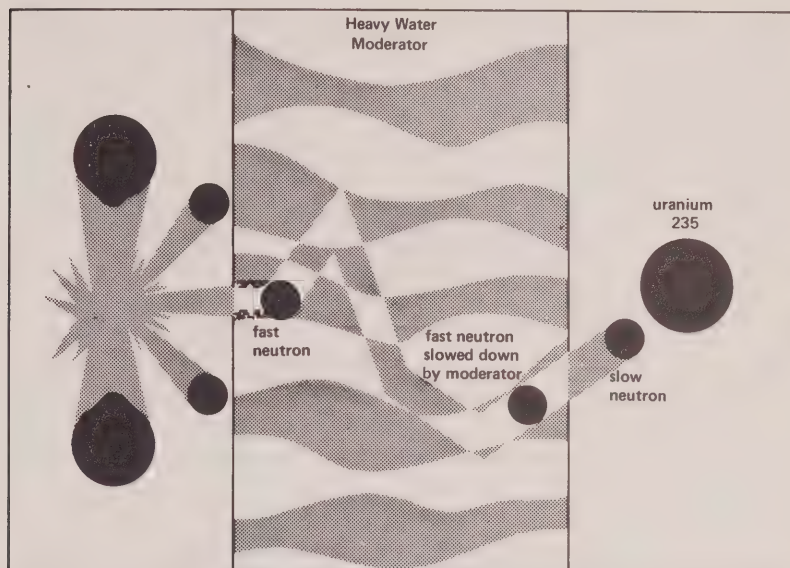 Heavy Water
Moderator
uranium
235
fast
neutron
fast neutron
slowed down
by moderator
slow
neutron